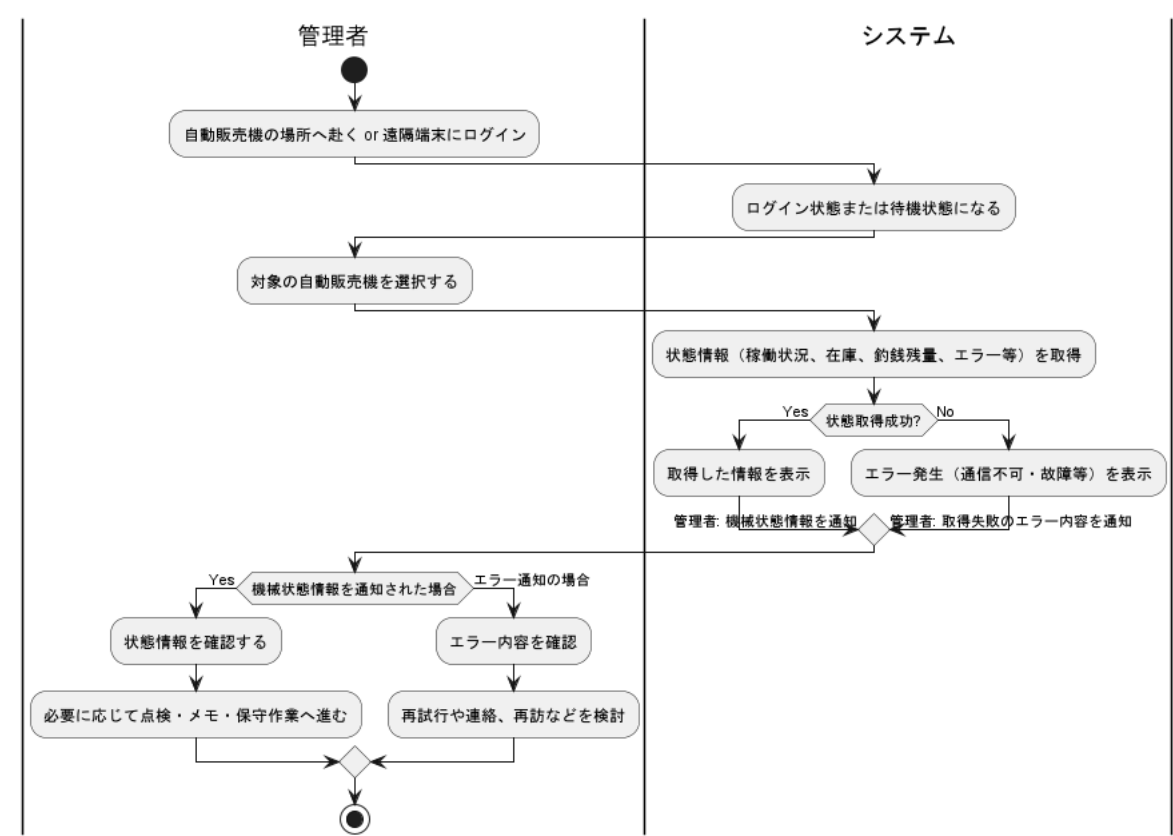 管理者
システム
自動販売機の場所へ赴く or 遠隔端末にログイン
ログイン状態または待機状態になる
対象の自動販売機を選択する
状態情報（稼働状況、在庫、釣銭残量、エラー等）を取得
Yes
状態取得成功?
No
取得した情報を表示
エラー発生（通信不可・故障等）を表示
管理者: 機械状態情報を通知
管理者: 取得失敗のエラー内容を通知
Yes
機械状態情報を通知された場合
エラー通知の場合
状態情報を確認する
エラー内容を確認
必要に応じて点検・メモ・保守作業へ進む
再試行や連絡、再訪などを検討